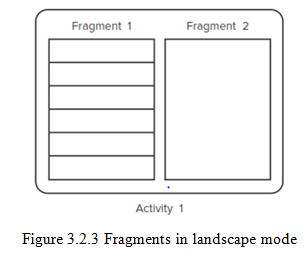 Fragment 1 Fragment 2
Activity 1
Figure 3.2.3 Fragments in landscape mode